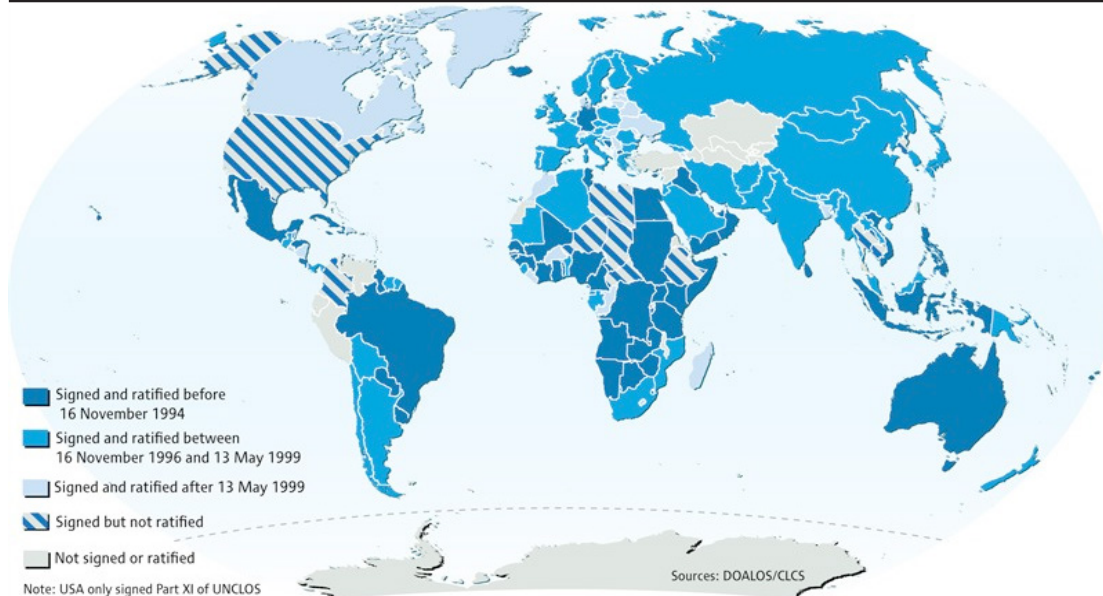 Signed and ratified before
16 November 1994
Signed and ratified between
16 November 1996 and 13 May 1999
Signed and ratified after 13 May 1999
Signed but not ratified
Not signed or ratified
Note: USA only signed Part XI of UNCLOS
Sources: DOALOS/CLCS